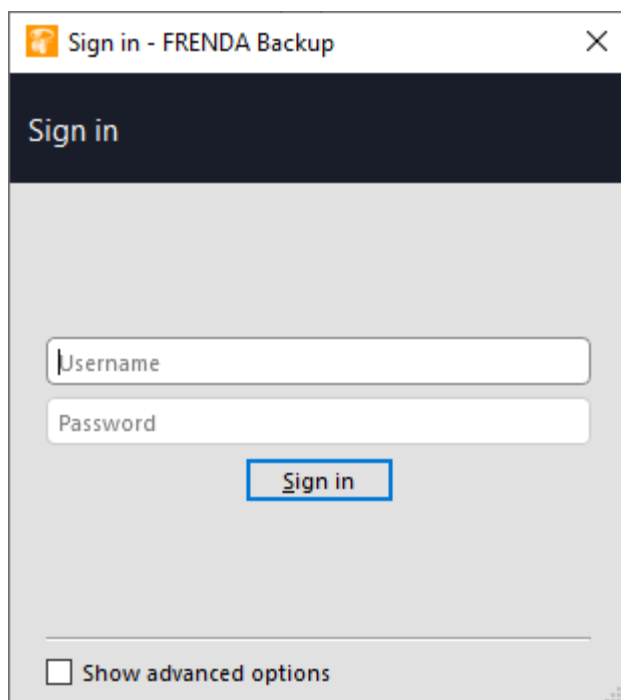 Sign in - FRENDA Backup
Sign in
Username
Password
Sign in
Show advanced options